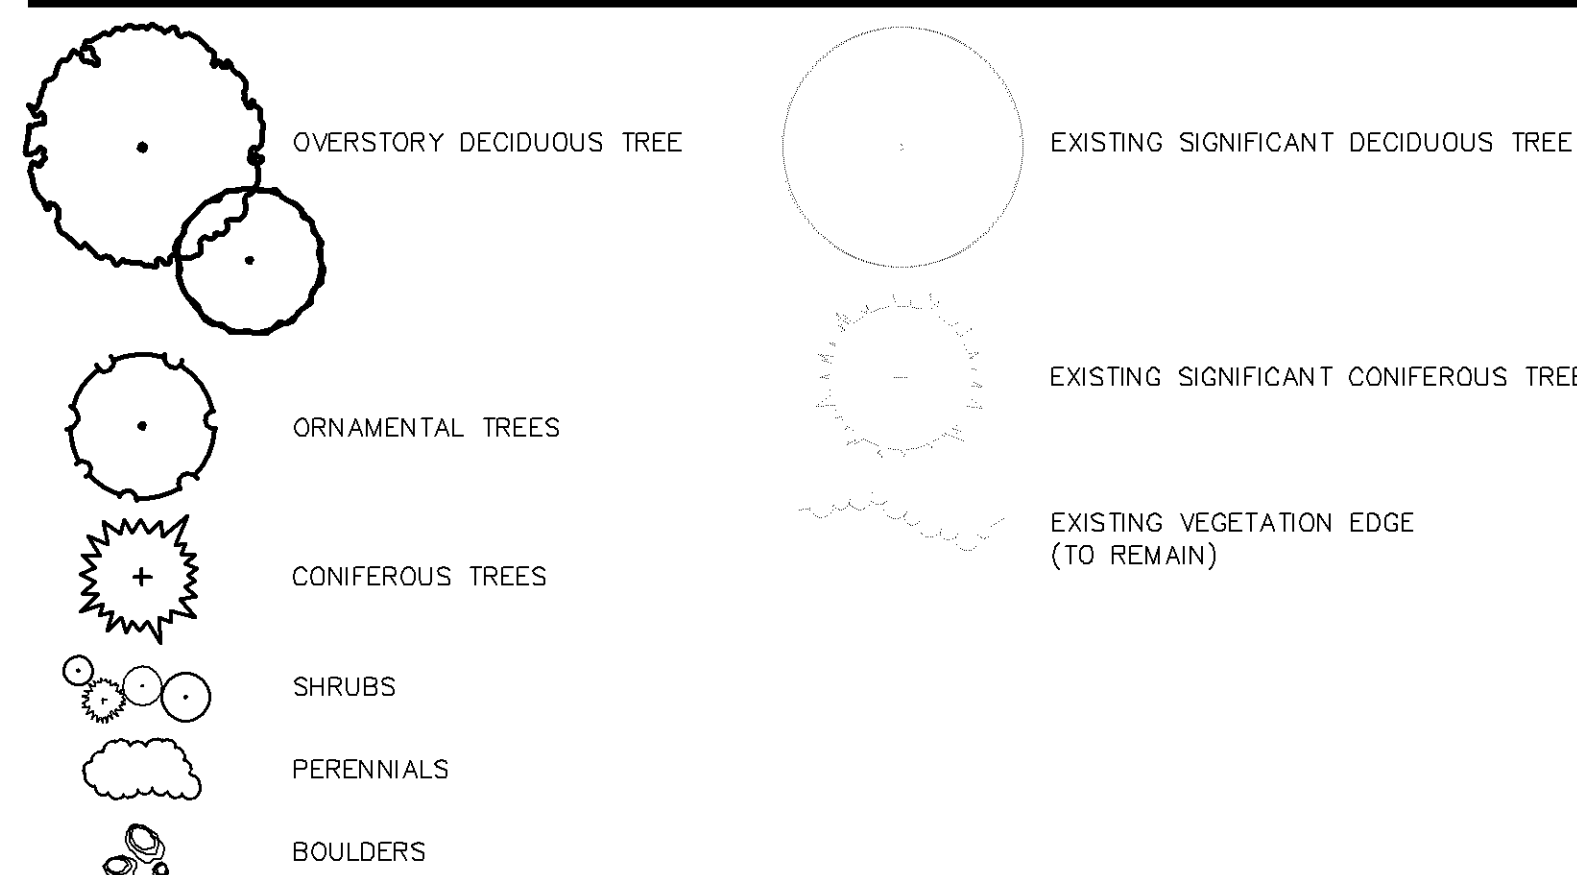 OVERSTORY DECIDUOUS TREE
ORNAMENTAL TREES
CONIFEROUS TREES
SHRUBS
PERENNIALS
BOULDERS
EXISTING SIGNIFICANT DECIDUOUS TREE
EXISTING SIGNIFICANT CONIFEROUS TREE
EXISTING VEGETATION EDGE
(TO REMAIN)